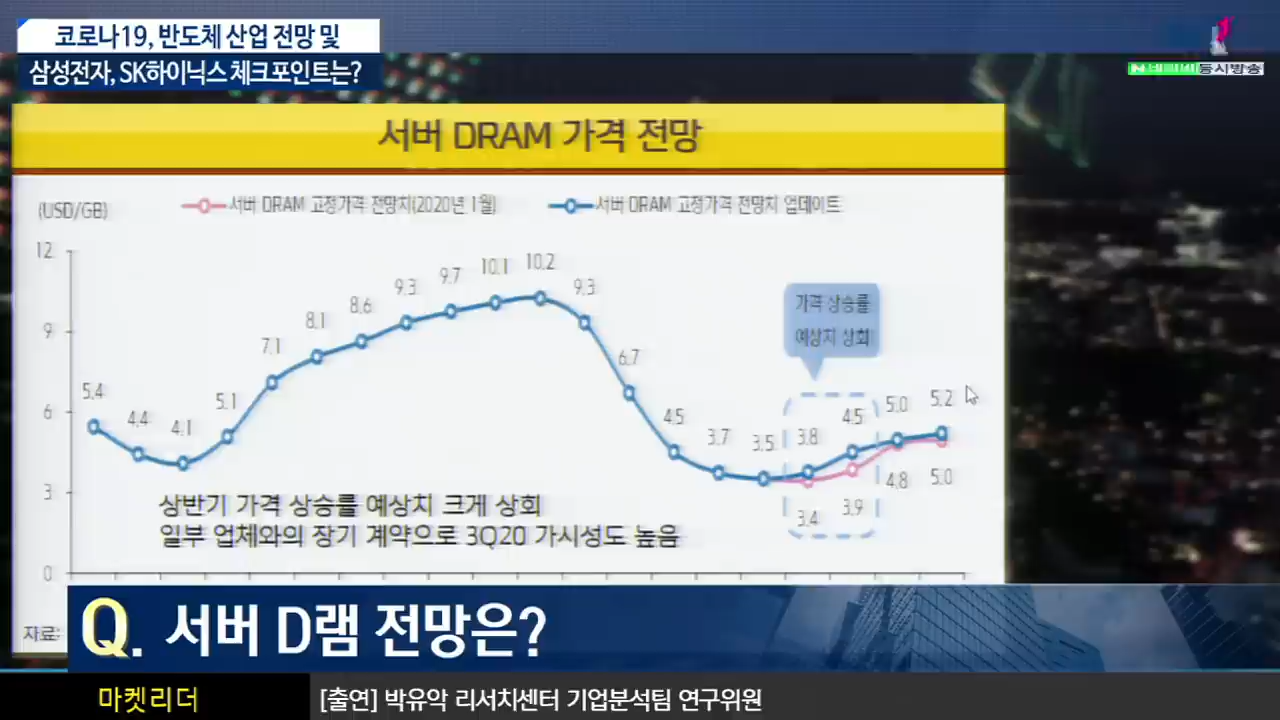 코로나19, 반도체 산업 전망 및
삼성전자, SK하이닉스 체크포인트는?
동시방송
서버 DRAM 가격 전망
(USD/GB)
서버 DRAM 고정가격 전망치(2020년 1월)
서버 DRAM 고정가격 전망치 업데이트
12
9
6
3
0
5.4
4.4
4.1
5.1
7.1
8.1
8.6
9.3
9.7
10.1
10.2
9.3
6.7
4.5
3.7
3.5
3.8
4.5
5.0
5.2
3.4
3.9
4.8
5.0
가격 상승률
예상치 상회
상반기 가격 상승률 예상치 크게 상회
일부 업체와의 장기 계약으로 3Q20 가시성도 높음
자료:
Q. 서버 D램 전망은?
마켓리더
[출연] 박유악 리서치센터 기업분석팀 연구위원